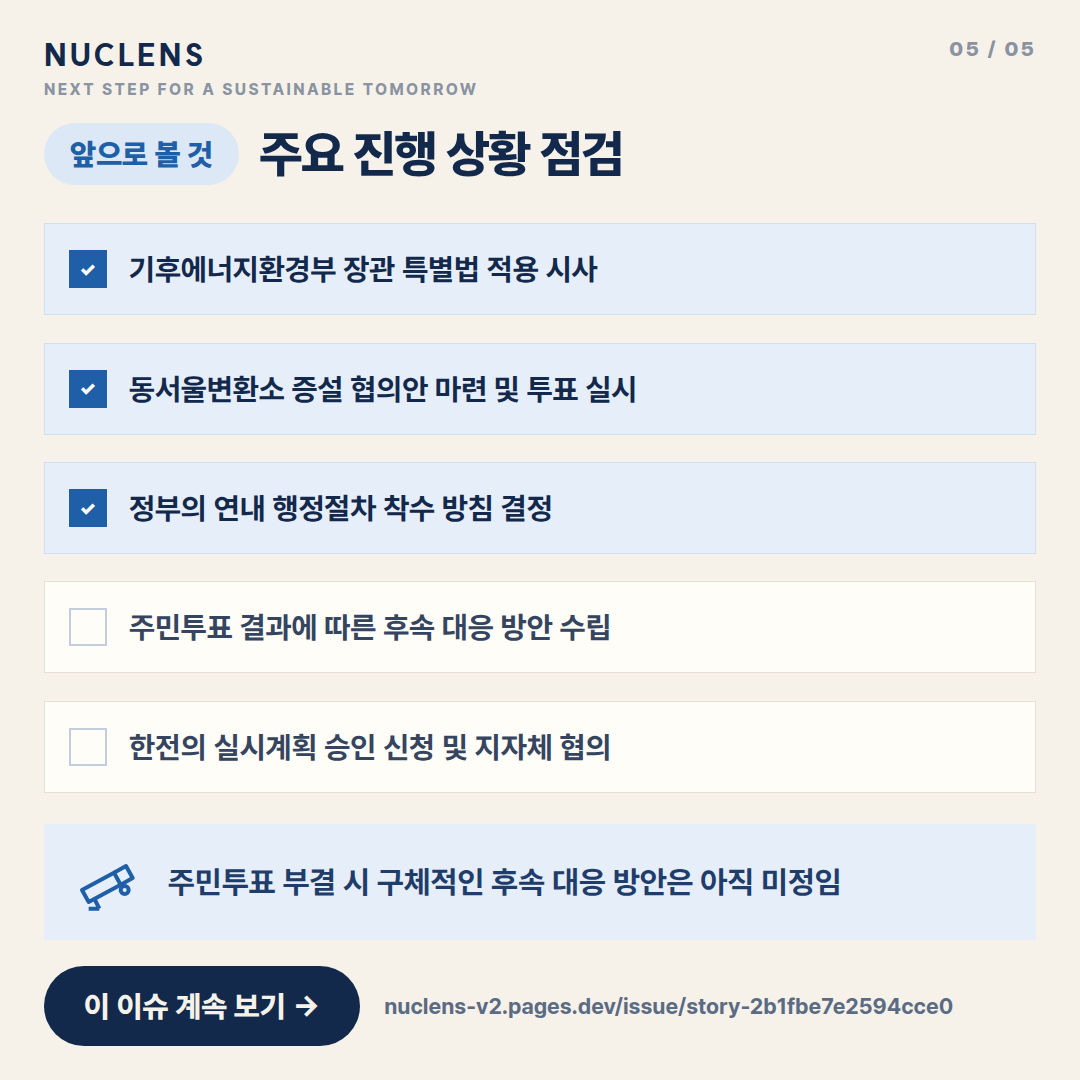 NUCLENS
05 / 05
NEXT STEP FOR A SUSTAINABLE TOMORROW
앞으로 볼 것
주요 진행 상황 점검
기후에너지환경부 장관 특별법 적용 시사
동서울변환소 증설 협의안 마련 및 투표 실시
정부의 연내 행정절차 착수 방침 결정
주민투표 결과에 따른 후속 대응 방안 수립
한전의 실시계획 승인 신청 및 지자체 협의
주민투표 부결 시 구체적인 후속 대응 방안은 아직 미정임
이 이슈 계속 보기 →
nuclens-v2.pages.dev/issue/story-2b1fbe7e2594cce0